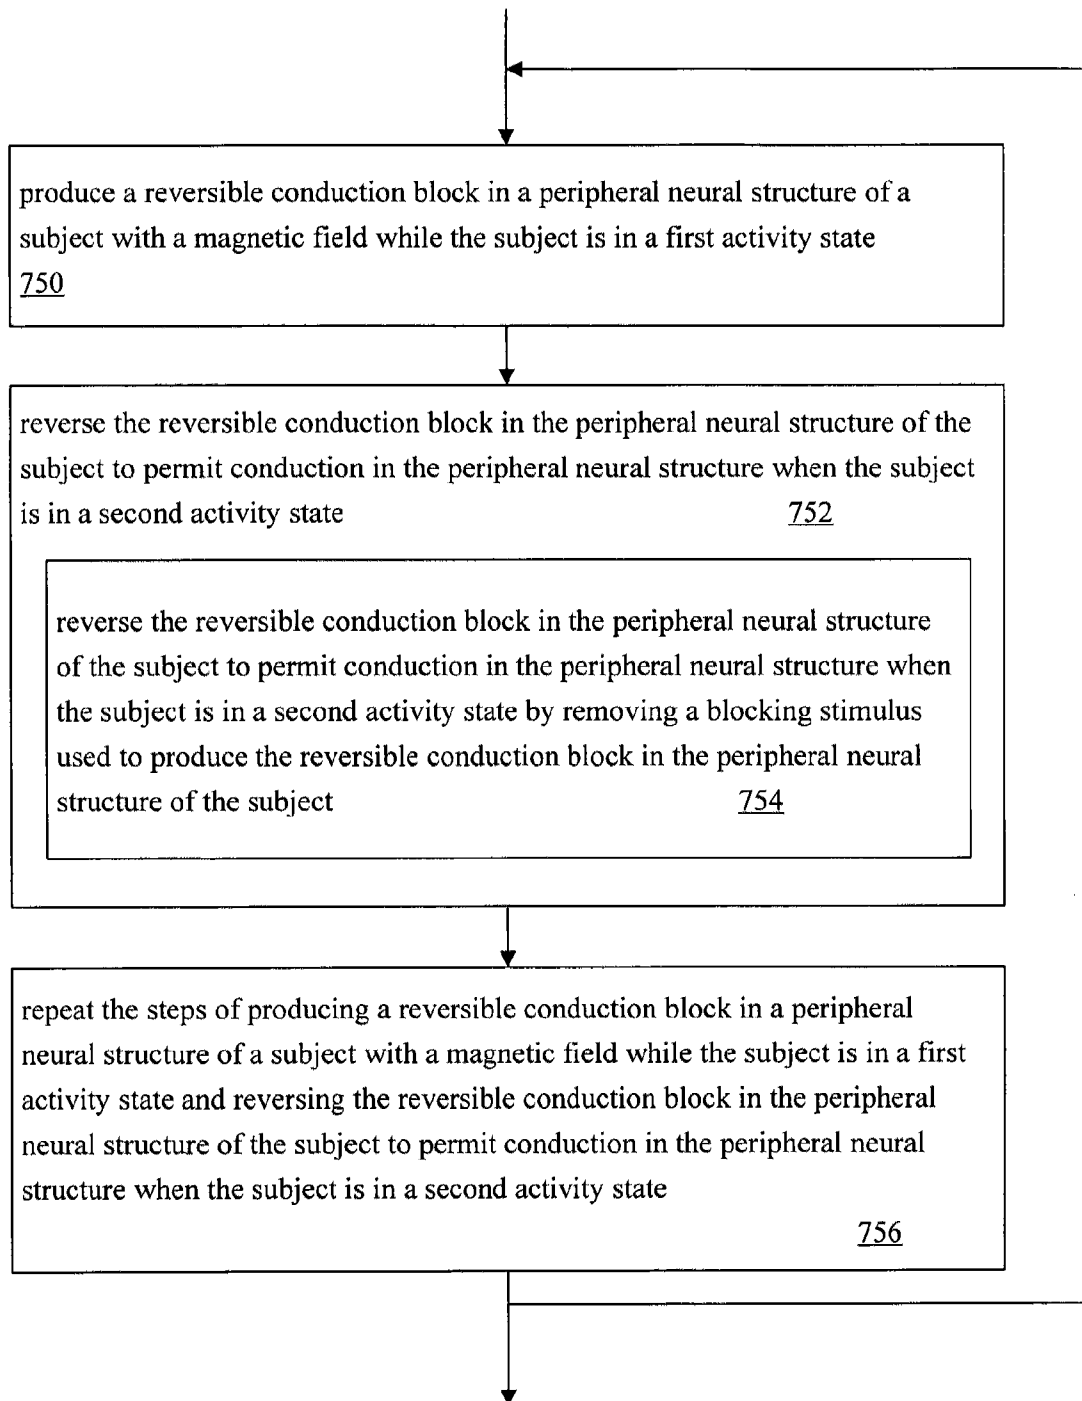 produce a reversible conduction block in a peripheral neural structure of a
subject with a magnetic field while the subject is in a first activity state
750
reverse the reversible conduction block in the peripheral neural structure of the
subject to permit conduction in the peripheral neural structure when the subject
is in a second activity state 752
reverse the reversible conduction block in the peripheral neural structure
of the subject to permit conduction in the peripheral neural structure when
the subject is in a second activity state by removing a blocking stimulus
used to produce the reversible conduction block in the peripheral neural
structure of the subject 754
repeat the steps of producing a reversible conduction block in a peripheral
neural structure of a subject with a magnetic field while the subject is in a first
activity state and reversing the reversible conduction block in the peripheral
neural structure of the subject to permit conduction in the peripheral neural
structure when the subject is in a second activity state
756